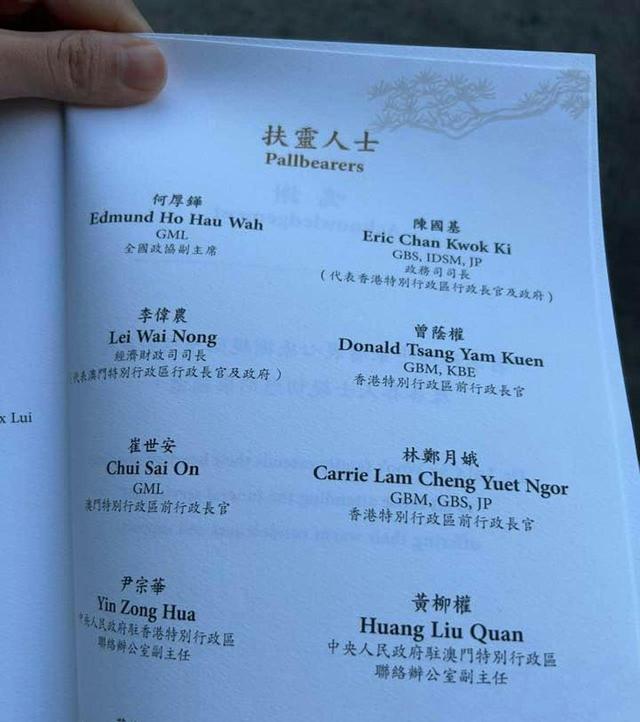 扶靈人士
Pallbearers
何厚鏵
Edmund Ho Hau Wah
GML
全國政協副主席
陳國基
Eric Chan Kwok Ki
GBS, IDSM, JP
政務司司長
(代表香港特別行政區行政長官及政府)
李偉農
Lei Wai Nong
經濟財政司司長
(代表澳門特別行政區行政長官及政府)
曾蔭權
Donald Tsang Yam Kuen
GBM, KBE
香港特別行政區前行政長官
崔世安
Chui Sai On
GML
澳門特別行政區前行政長官
林鄭月娥
Carrie Lam Cheng Yuet Ngor
GBM, GBS, JP
香港特別行政區前行政長官
尹宗華
Yin Zong Hua
中央人民政府駐香港特別行政區
聯絡辦公室副主任
黃柳權
Huang Liu Quan
中央人民政府駐澳門特別行政區
聯絡辦公室副主任
x Lui